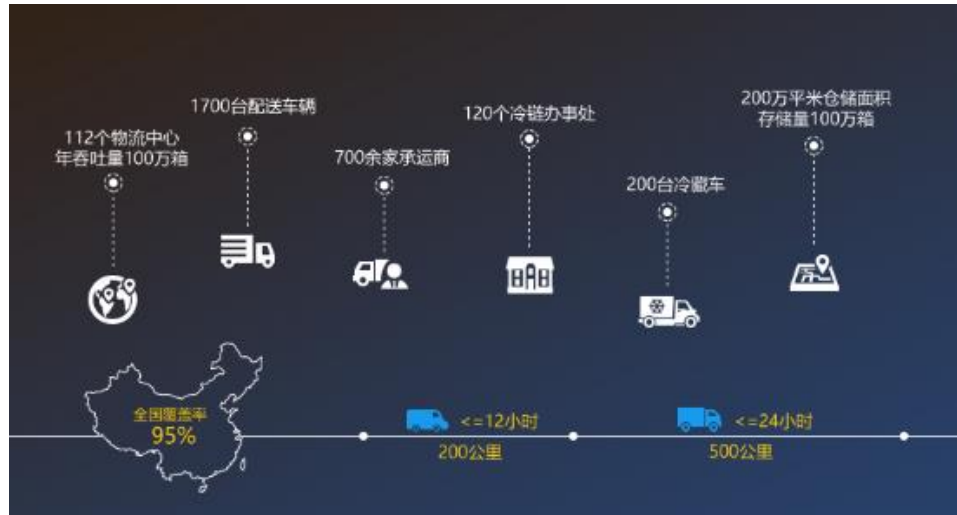 112个物流中心
年吞吐量100万箱
1700台配送车辆
700余家承运商
120个冷链办事处
200台冷藏车
200万平米仓储面积
存储量100万箱
全国覆盖率
95%
<=12小时
200公里
<=24小时
500公里